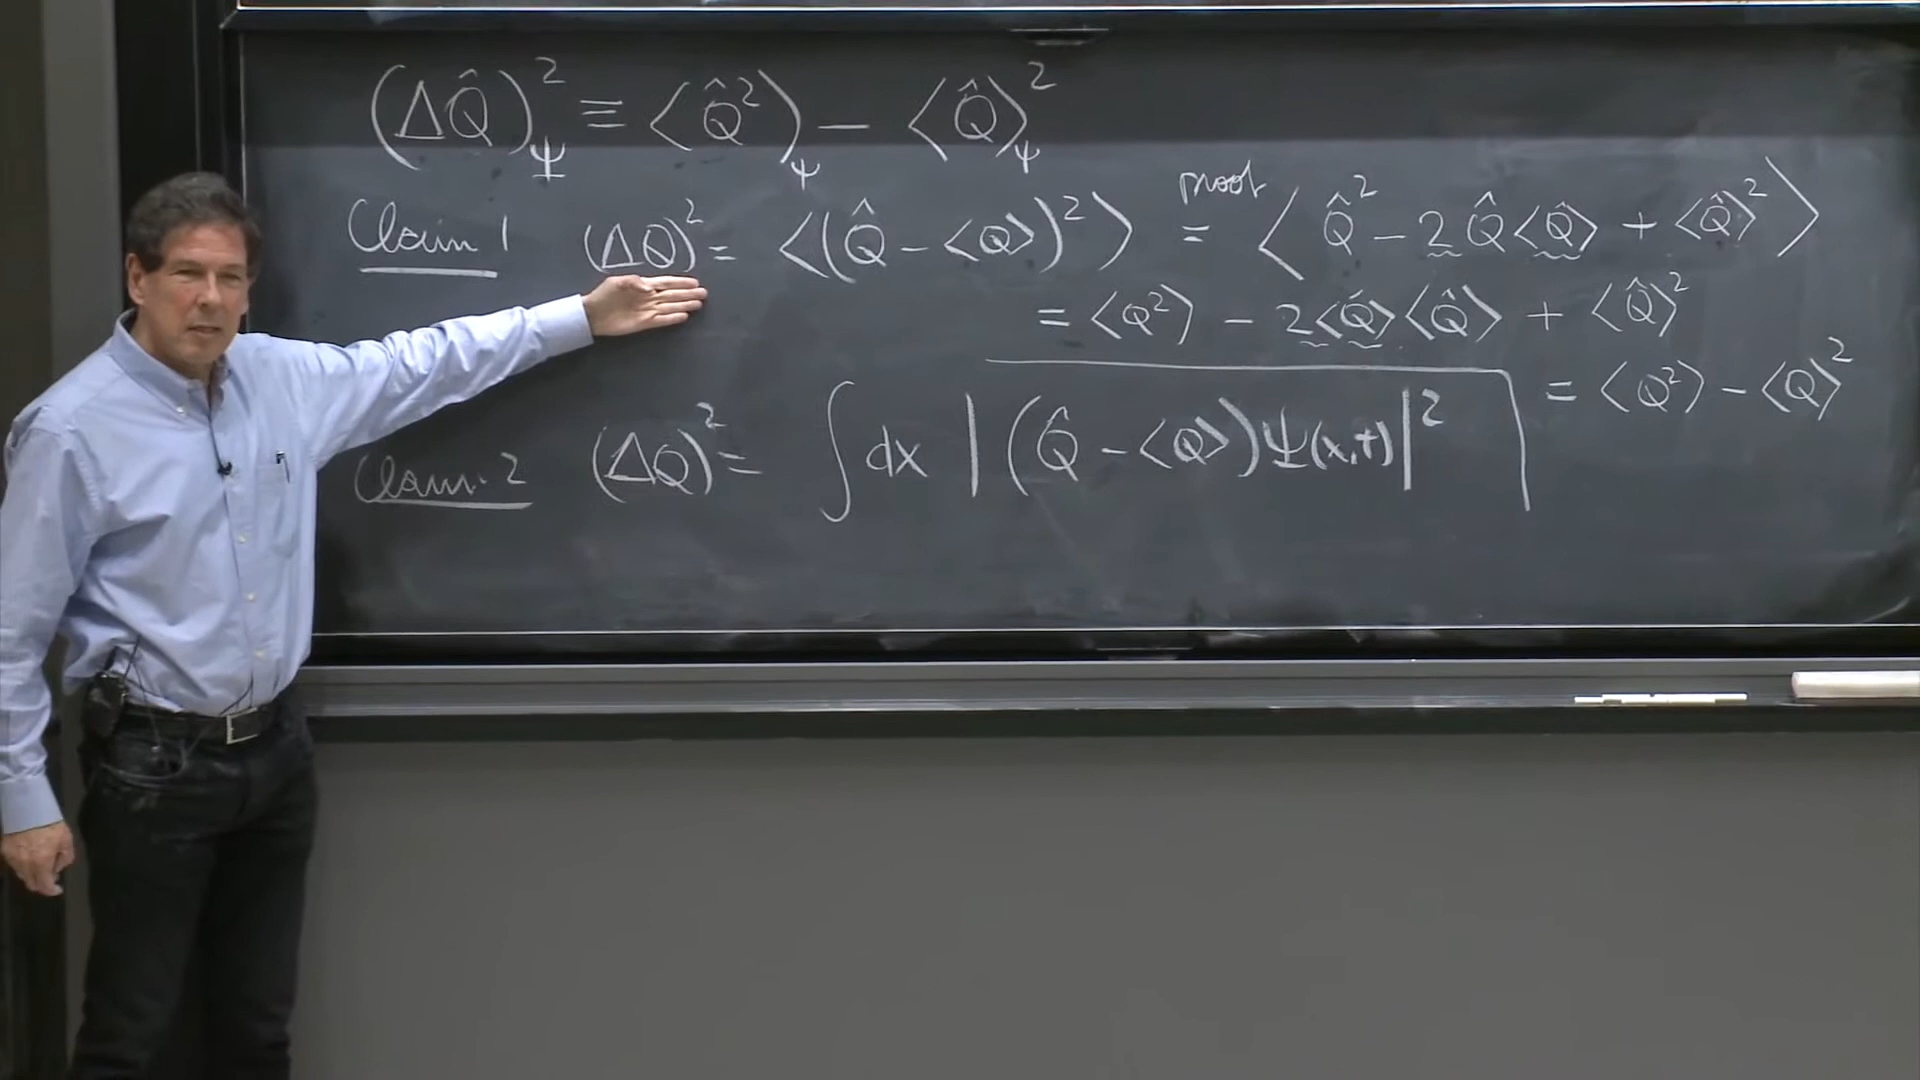 (ΔQ̂)²_Ψ ≡ ⟨Q̂²⟩_Ψ − ⟨Q̂⟩²_Ψ
Claim 1 (ΔQ)² = ⟨(Q̂ − ⟨Q⟩)²⟩ proof = ⟨Q̂² − 2Q̂⟨Q̂⟩ + ⟨Q̂⟩²⟩
= ⟨Q²⟩ − 2⟨Q̂⟩⟨Q̂⟩ + ⟨Q̂⟩²
= ⟨Q²⟩ − ⟨Q⟩²
Claim 2 (ΔQ)² = ∫ dx |(Q̂ − ⟨Q⟩)Ψ(x,t)|²